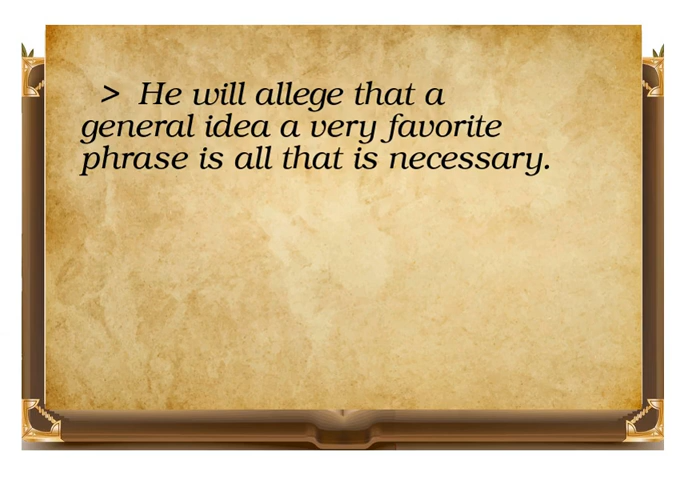 > He will allege that a
general idea a very favorite
phrase is all that is necessary.